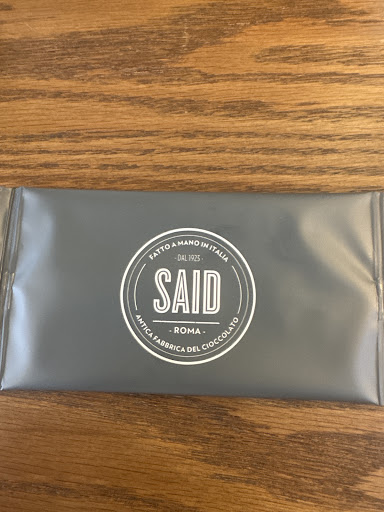 FATTO A MANO IN ITALIA
· DAL 1925 ·
SAID
- ROMA -
ANTICA FABBRICA DEL CIOCCOLATO